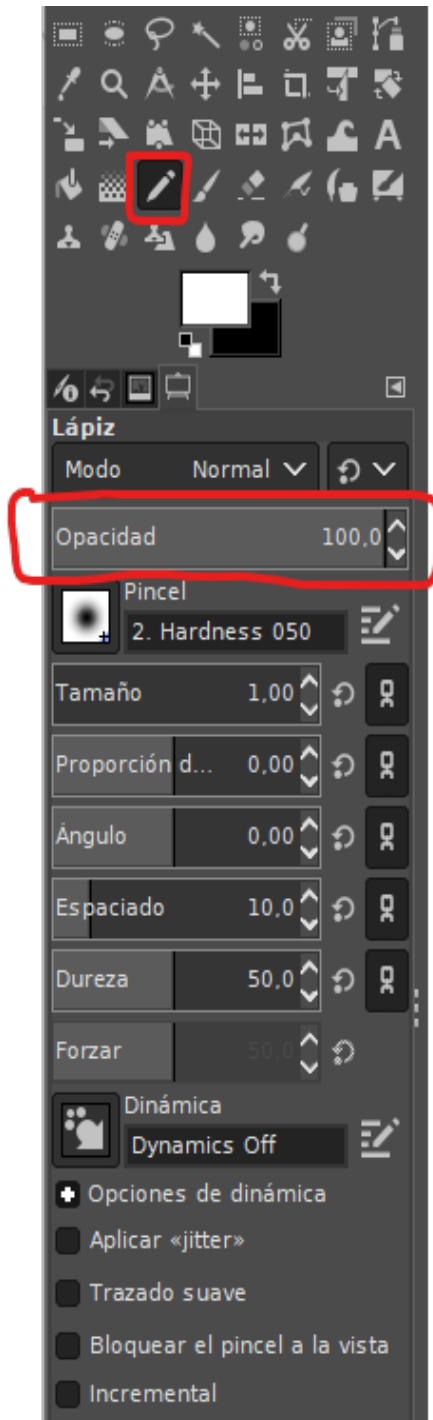 Lápiz
Modo Normal
Opacidad 100,0
Pincel
2. Hardness 050
Tamaño 1,00
Proporción d... 0,00
Ángulo 0,00
Espaciado 10,0
Dureza 50,0
Forzar 50,0
Dinámica
Dynamics Off
Opciones de dinámica
Aplicar «jitter»
Trazado suave
Bloquear el pincel a la vista
Incremental